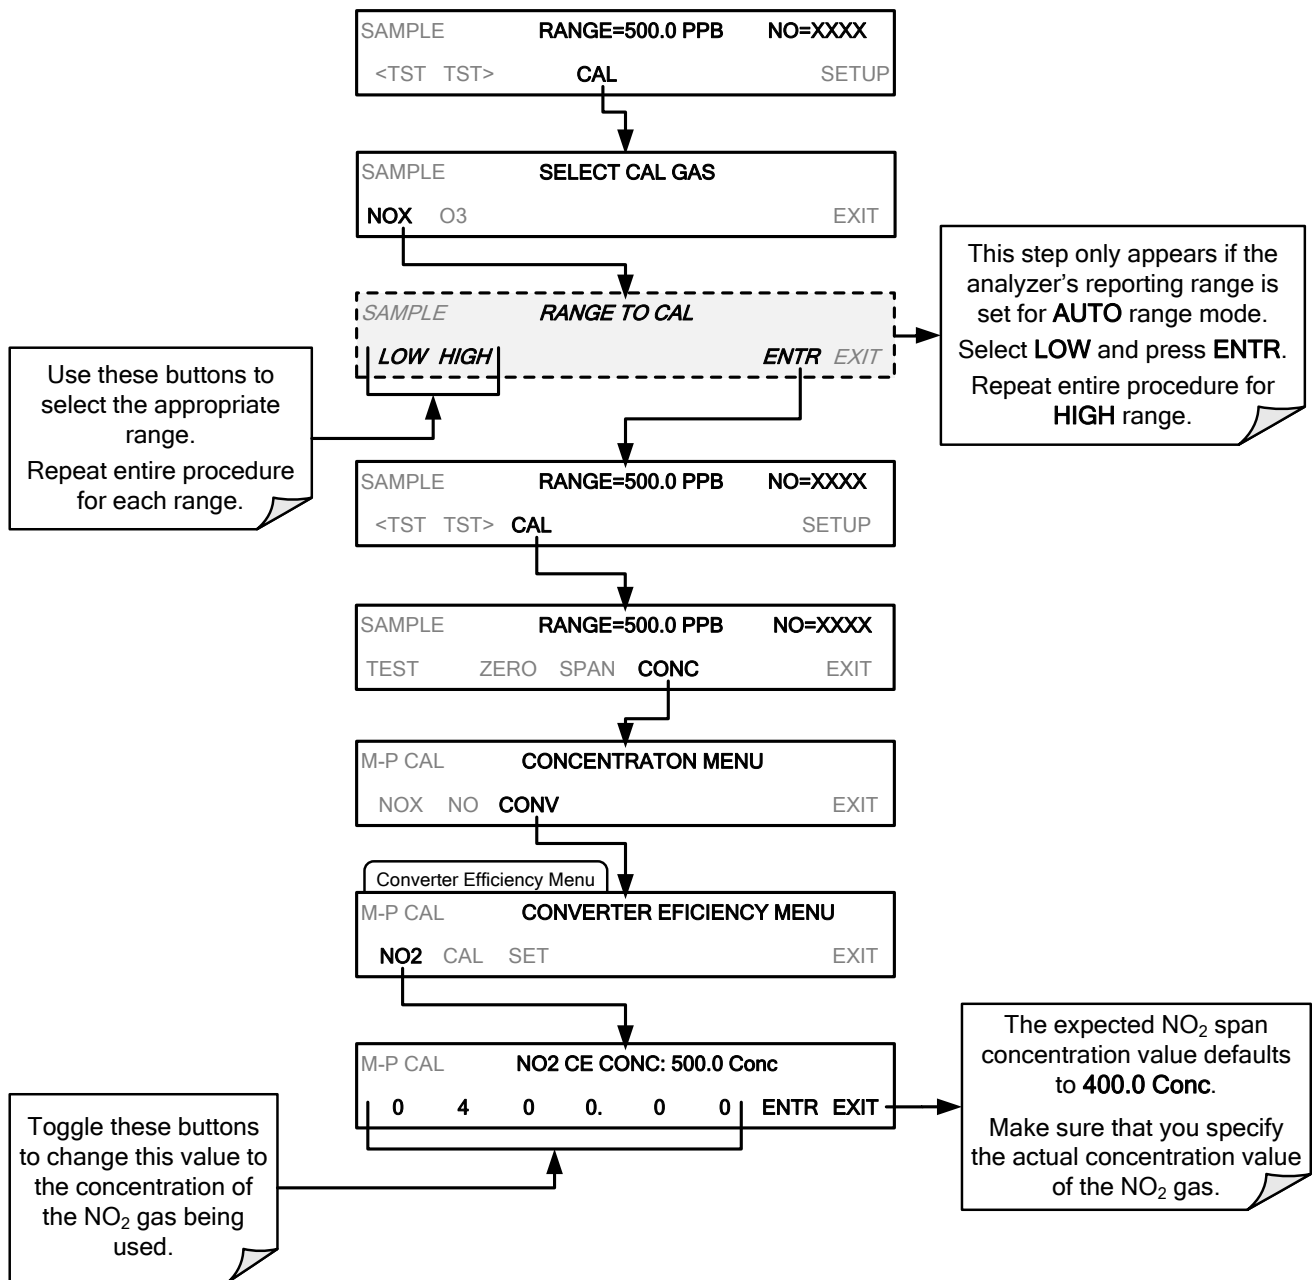 SAMPLE RANGE=500.0 PPB NO=XXXX
<TST TST> CAL SETUP
SAMPLE SELECT CAL GAS
NOX O3 EXIT
This step only appears if the
analyzer's reporting range is
set for AUTO range mode.
Select LOW and press ENTR.
Repeat entire procedure for
HIGH range.
SAMPLE RANGE TO CAL
LOW HIGH ENTR EXIT
Use these buttons to
select the appropriate
range.
Repeat entire procedure
for each range.
SAMPLE RANGE=500.0 PPB NO=XXXX
<TST TST> CAL SETUP
SAMPLE RANGE=500.0 PPB NO=XXXX
TEST ZERO SPAN CONC EXIT
M-P CAL CONCENTRATON MENU
NOX NO CONV EXIT
Converter Efficiency Menu
M-P CAL CONVERTER EFICIENCY MENU
NO2 CAL SET EXIT
M-P CAL NO2 CE CONC: 500.0 Conc
0 4 0 0. 0 0 ENTR EXIT
The expected NO₂ span
concentration value defaults
to 400.0 Conc.
Make sure that you specify
the actual concentration value
of the NO₂ gas.
Toggle these buttons
to change this value to
the concentration of
the NO₂ gas being
used.